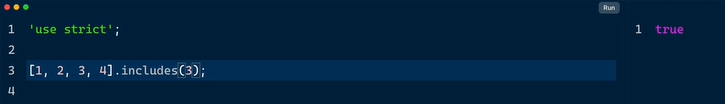 Run
1 'use strict';
2
3 [1, 2, 3, 4].includes(3);
4
1 true